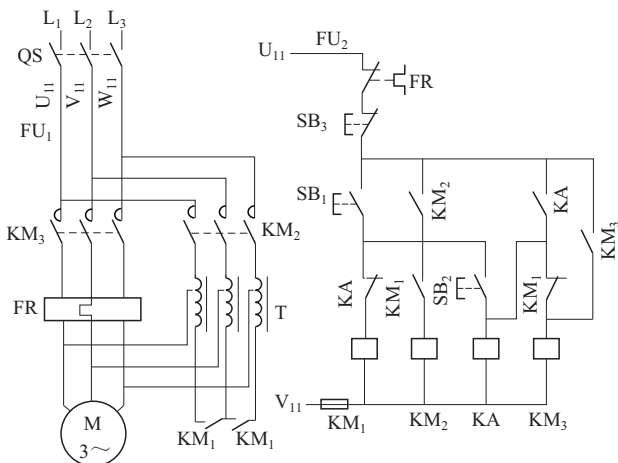 L1 L2 L3
QS
U11
V11
W11
FU1
KM3
KM2
FR
T
M
3~
KM1
KM1
FU2
U11
FR
SB3
SB1
KM2
KA
KM3
KA
KM1
SB2
KM1
V11
KM1 KM2 KA KM3